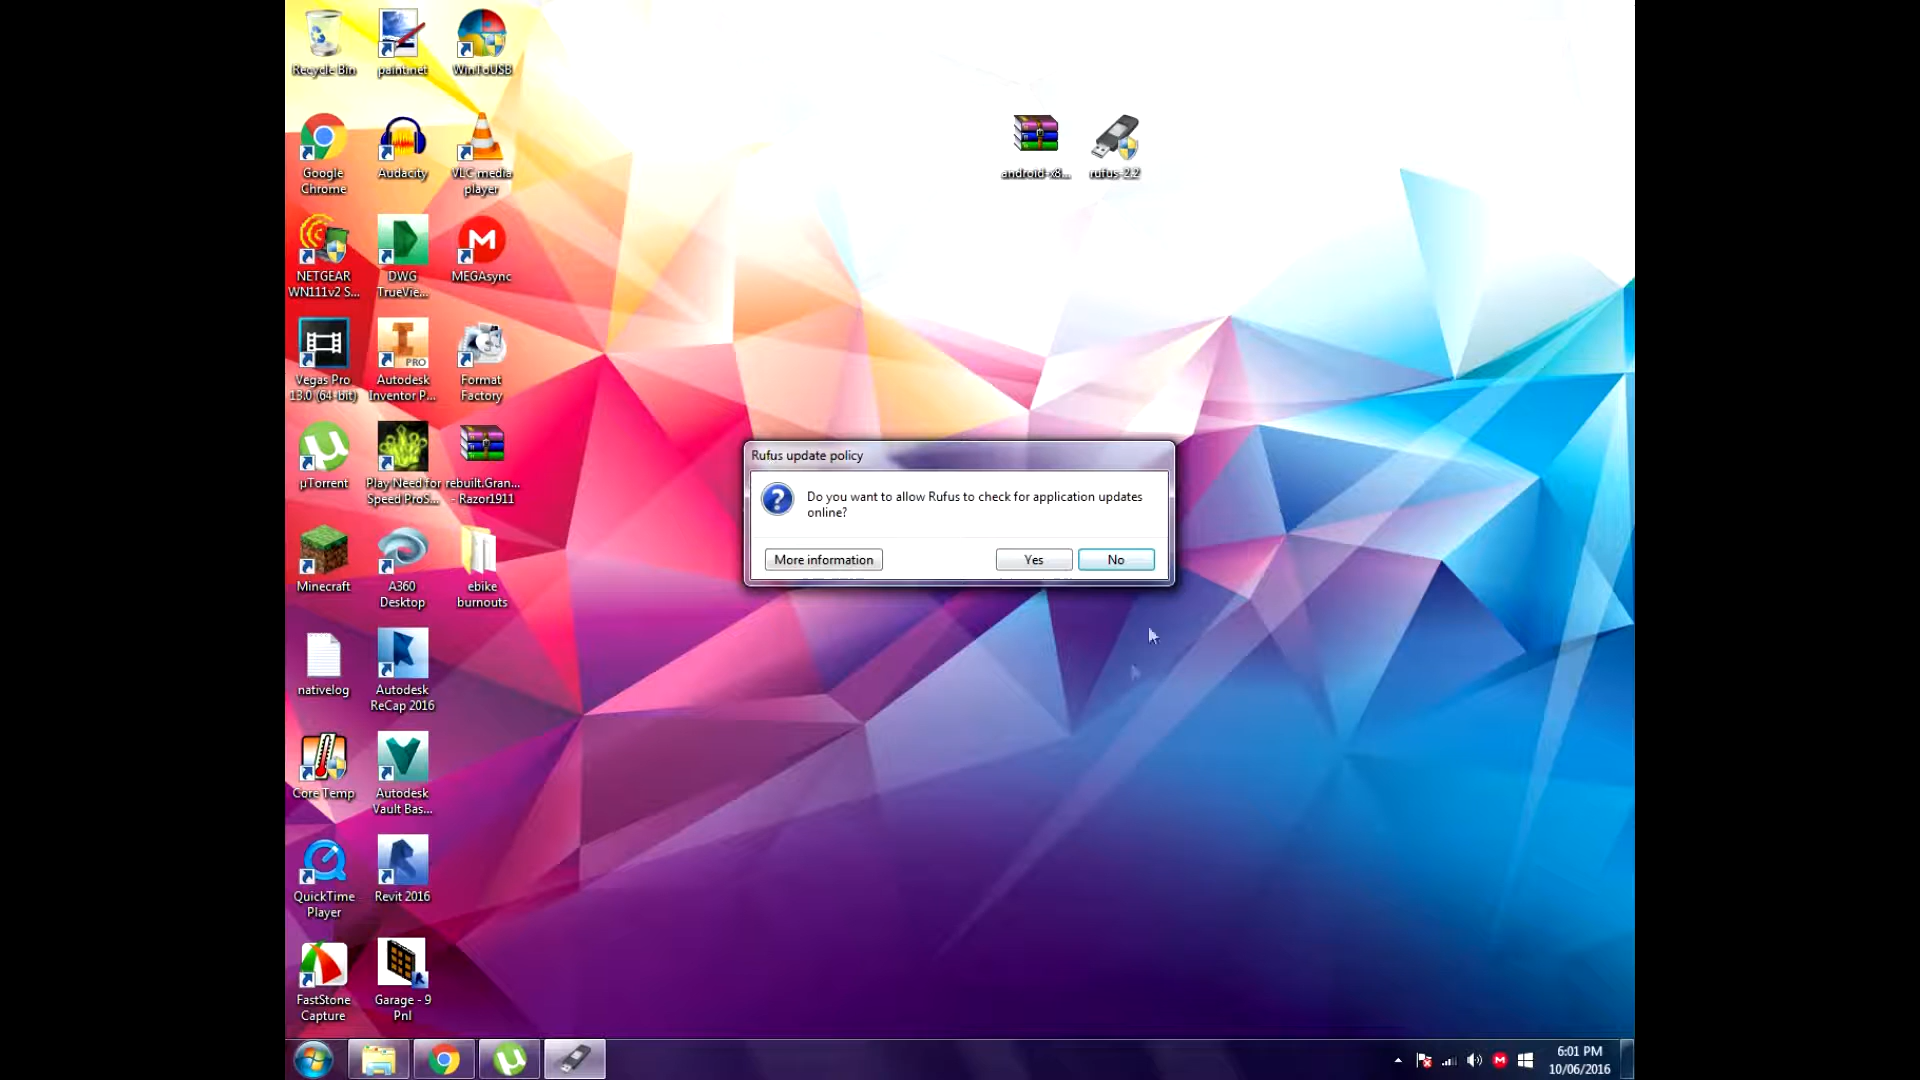 Recycle Bin
paint.net
WinToUSB
Google
Chrome
Audacity
VLC media
player
android-x8...
rufus-2.2
NETGEAR
WN111v2 S...
DWG
TrueVie...
MEGAsync
Vegas Pro
13.0 (64-bit)
PRO
Autodesk
Inventor P...
Format
Factory
µTorrent
Play Need for
Speed ProS...
rebuilt.Gran...
- Razor1911
Rufus update policy
Do you want to allow Rufus to check for application updates
online?
More information
Yes
No
Minecraft
A360
Desktop
ebike
burnouts
nativelog
Autodesk
ReCap 2016
Core Temp
Autodesk
Vault Bas...
QuickTime
Player
Revit 2016
FastStone
Capture
Garage - 9
Pnl
6:01 PM
10/06/2016